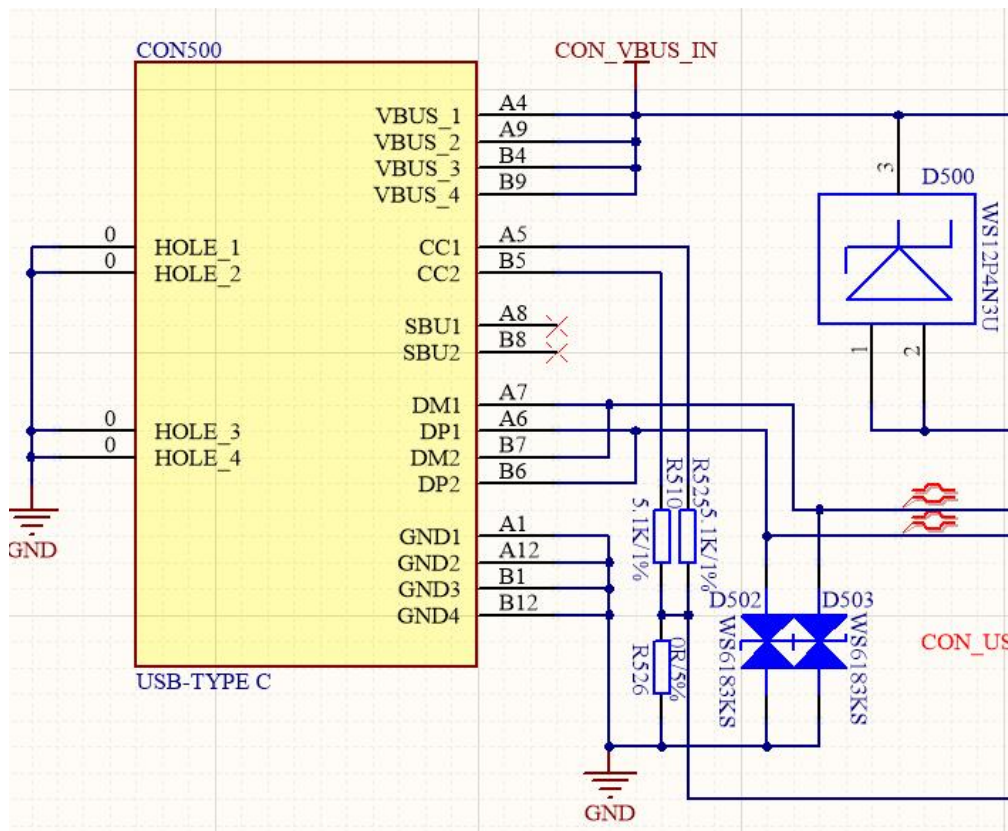 CON500
CON_VBUS_IN
VBUS_1 A4
VBUS_2 A9
VBUS_3 B4
VBUS_4 B9
3
D500
WS12P4N3U
1
2
0 HOLE_1
0 HOLE_2
CC1 A5
CC2 B5
SBU1 A8
SBU2 B8
DM1 A7
DP1 A6
DM2 B7
DP2 B6
0 HOLE_3
0 HOLE_4
GND
R510
5.1K/1%
R525
5.1K/1%
GND1 A1
GND2 A12
GND3 B1
GND4 B12
D502
WS6183KS
D503
WS6183KS
CON_US
R526
0R/5%
USB-TYPE C
GND